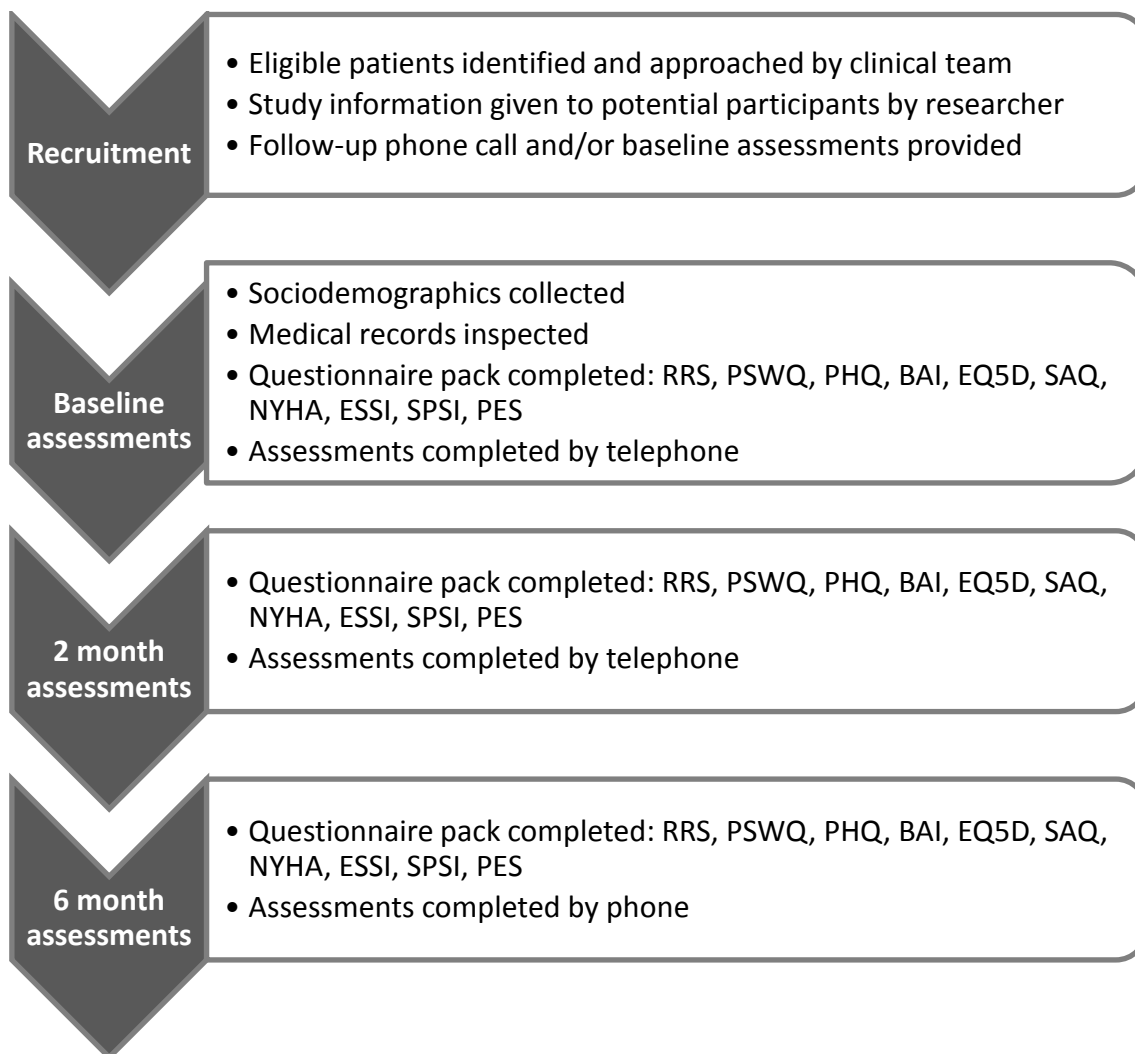 Recruitment
• Eligible patients identified and approached by clinical team
• Study information given to potential participants by researcher
• Follow-up phone call and/or baseline assessments provided
Baseline
assessments
• Sociodemographics collected
• Medical records inspected
• Questionnaire pack completed: RRS, PSWQ, PHQ, BAI, EQ5D, SAQ,
NYHA, ESSI, SPSI, PES
• Assessments completed by telephone
2 month
assessments
• Questionnaire pack completed: RRS, PSWQ, PHQ, BAI, EQ5D, SAQ,
NYHA, ESSI, SPSI, PES
• Assessments completed by telephone
6 month
assessments
• Questionnaire pack completed: RRS, PSWQ, PHQ, BAI, EQ5D, SAQ,
NYHA, ESSI, SPSI, PES
• Assessments completed by phone